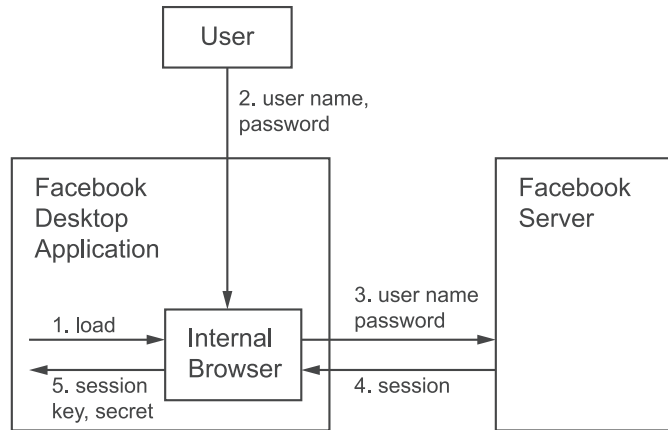 User
2. user name,
password
Facebook
Desktop
Application
Facebook
Server
1. load
Internal
Browser
3. user name
password
5. session
key, secret
4. session